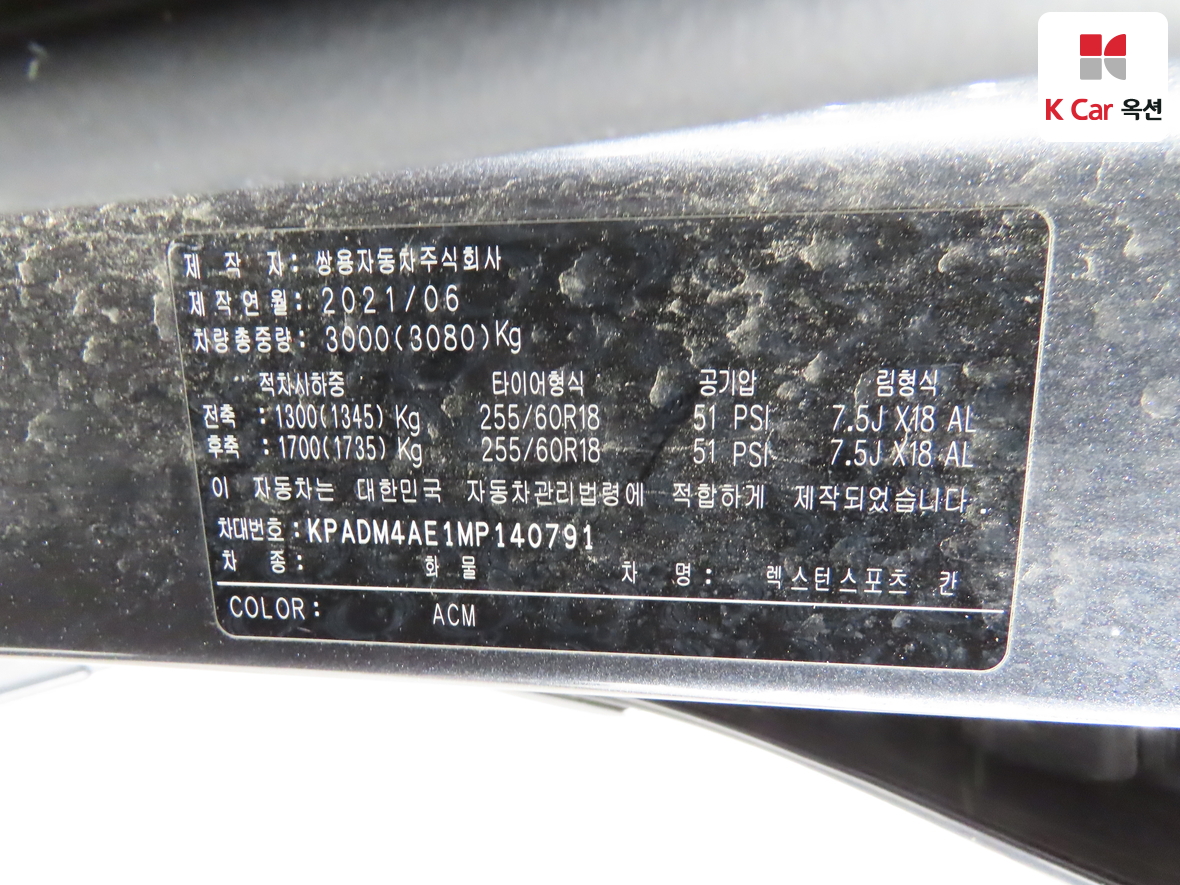 K Car 옥션
제 작 자: 쌍용자동차주식회사
제작연월: 2021/06
차량총중량: 3000(3080)Kg
적차시하중 타이어형식 공기압 림형식
전축 : 1300(1345) Kg 255/60R18 51 PSI 7.5J X18 AL
후축 : 1700(1735) Kg 255/60R18 51 PSI 7.5J X18 AL
이 자동차는 대한민국 자동차관리법령에 적합하게 제작되었습니다.
차대번호: KPADM4AE1MP140791
차 종: 화 물 차 명: 렉스턴스포츠 칸
COLOR: ACM